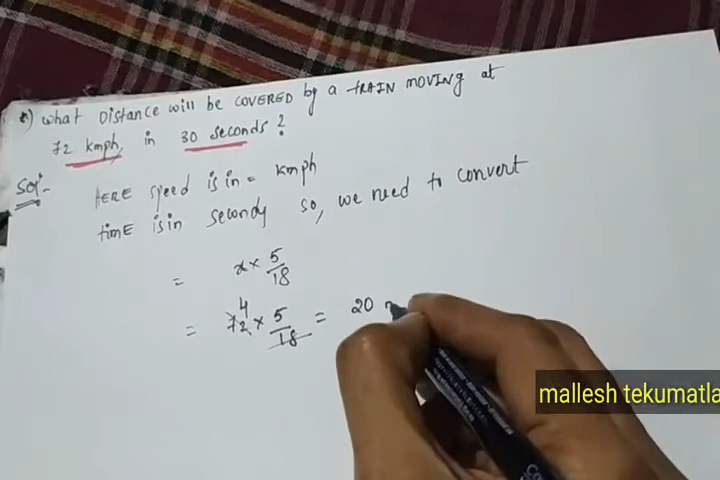 *) what Distance will be COVERED by a TRAIN MOVING at
72 kmph, in 30 seconds?
Sol:- HERE speed is in = kmph
timE is in secondy so, we need to convert
= x × 5/18
= 72 4 × 5/18 = 20 m
mallesh tekumatla